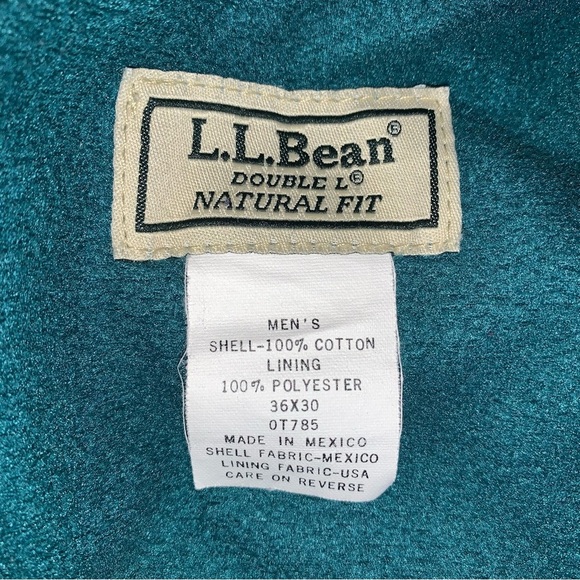 L.L.Bean®
DOUBLE L®
NATURAL FIT
MEN'S
SHELL-100% COTTON
LINING
100% POLYESTER
36X30
0T785
MADE IN MEXICO
SHELL FABRIC-MEXICO
LINING FABRIC-USA
CARE ON REVERSE